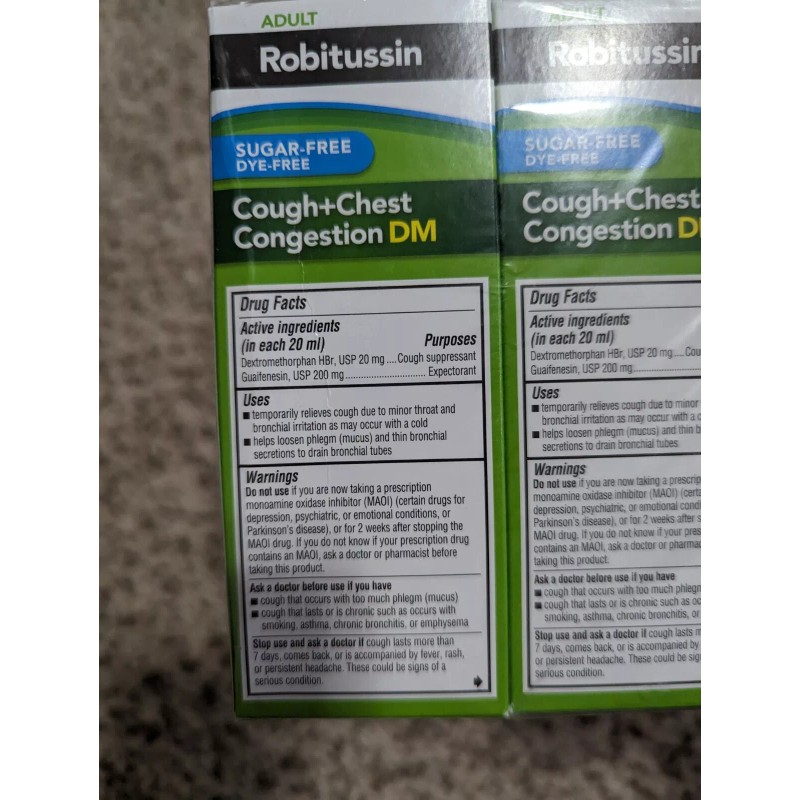 ADULT
Robitussin
SUGAR-FREE
DYE-FREE
Cough+Chest
Congestion DM
Drug Facts
Active ingredients
(in each 20 ml) Purposes
Dextromethorphan HBr, USP 20 mg....Cough suppressant
Guaifenesin, USP 200 mg.............................. Expectorant
Uses
■ temporarily relieves cough due to minor throat and
bronchial irritation as may occur with a cold
■ helps loosen phlegm (mucus) and thin bronchial
secretions to drain bronchial tubes
Warnings
Do not use if you are now taking a prescription
monoamine oxidase inhibitor (MAOI) (certain drugs for
depression, psychiatric, or emotional conditions, or
Parkinson's disease), or for 2 weeks after stopping the
MAOI drug. If you do not know if your prescription drug
contains an MAOI, ask a doctor or pharmacist before
taking this product.
Ask a doctor before use if you have
■ cough that occurs with too much phlegm (mucus)
■ cough that lasts or is chronic such as occurs with
smoking, asthma, chronic bronchitis, or emphysema
Stop use and ask a doctor if cough lasts more than
7 days, comes back, or is accompanied by fever, rash,
or persistent headache. These could be signs of a
serious condition.
ADULT
Robitussin
SUGAR-FREE
DYE-FREE
Cough+Chest
Congestion D
Drug Facts
Active ingredients
(in each 20 ml)
Dextromethorphan HBr, USP 20 mg....Cou
Guaifenesin, USP 200 mg
Uses
■ temporarily relieves cough due to minor
bronchial irritation as may occur with a c
■ helps loosen phlegm (mucus) and thin b
secretions to drain bronchial tubes
Warnings
Do not use if you are now taking a prescrip
monoamine oxidase inhibitor (MAOI) (certa
depression, psychiatric, or emotional cond
Parkinson's disease), or for 2 weeks after s
MAOI drug. If you do not know if your pres
contains an MAOI, ask a doctor or pharmac
taking this product.
Ask a doctor before use if you have
■ cough that occurs with too much phlegm
■ cough that lasts or is chronic such as oc
smoking, asthma, chronic bronchitis, or
Stop use and ask a doctor if cough lasts m
7 days, comes back, or is accompanied by
or persistent headache. These could be sig
serious condition.